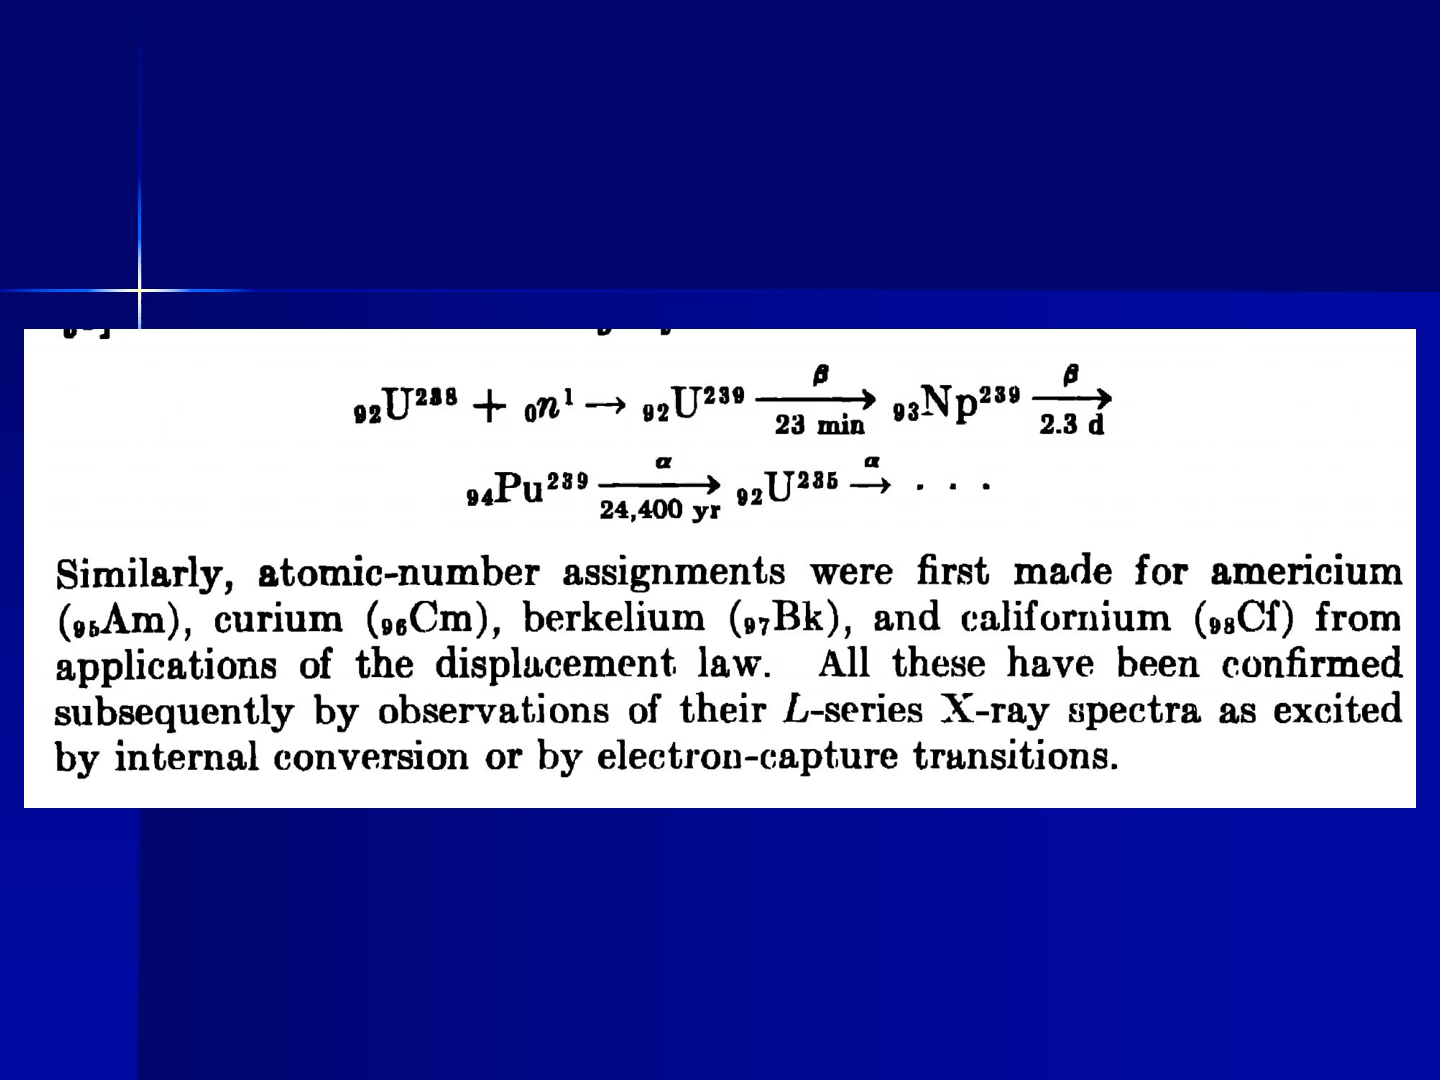 ₉₂U²³⁸ + ₀n¹ → ₉₂U²³⁹ —β→ 23 min ₉₃Np²³⁹ —β→ 2.3 d
₉₄Pu²³⁹ —α→ 24,400 yr ₉₂U²³⁵ —α→ · · ·
Similarly, atomic-number assignments were first made for americium
(₉₅Am), curium (₉₆Cm), berkelium (₉₇Bk), and californium (₉₈Cf) from
applications of the displacement law. All these have been confirmed
subsequently by observations of their L-series X-ray spectra as excited
by internal conversion or by electron-capture transitions.